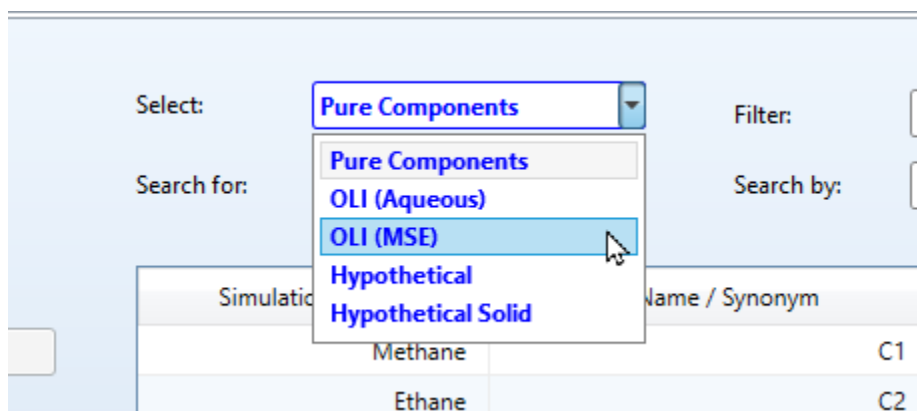 Select:
Pure Components
Filter:
Pure Components
Search for:
OLI (Aqueous)
Search by:
OLI (MSE)
Hypothetical
Hypothetical Solid
Name / Synonym
Methane
C1
Ethane
C2